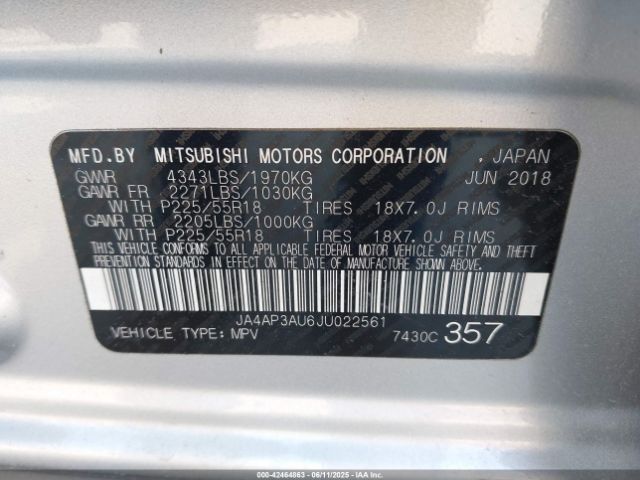 MFD.BY MITSUBISHI MOTORS CORPORATION . JAPAN
GVWR 4343LBS/1970KG JUN 2018
GAWR FR 2271LBS/1030KG
WITH P225/55R18 TIRES 18X7.0J RIMS
GAWR RR 2205LBS/1000KG
WITH P225/55R18 TIRES 18X7.0J RIMS
THIS VEHICLE CONFORMS TO ALL APPLICABLE FEDERAL MOTOR VEHICLE SAFETY AND THEFT
PREVENTION STANDARDS IN EFFECT ON THE DATE OF MANUFACTURE SHOWN ABOVE.
JA4AP3AU6JU022561
VEHICLE TYPE: MPV 7430C 357
000-42464863 - 06/11/2025 - IAAI